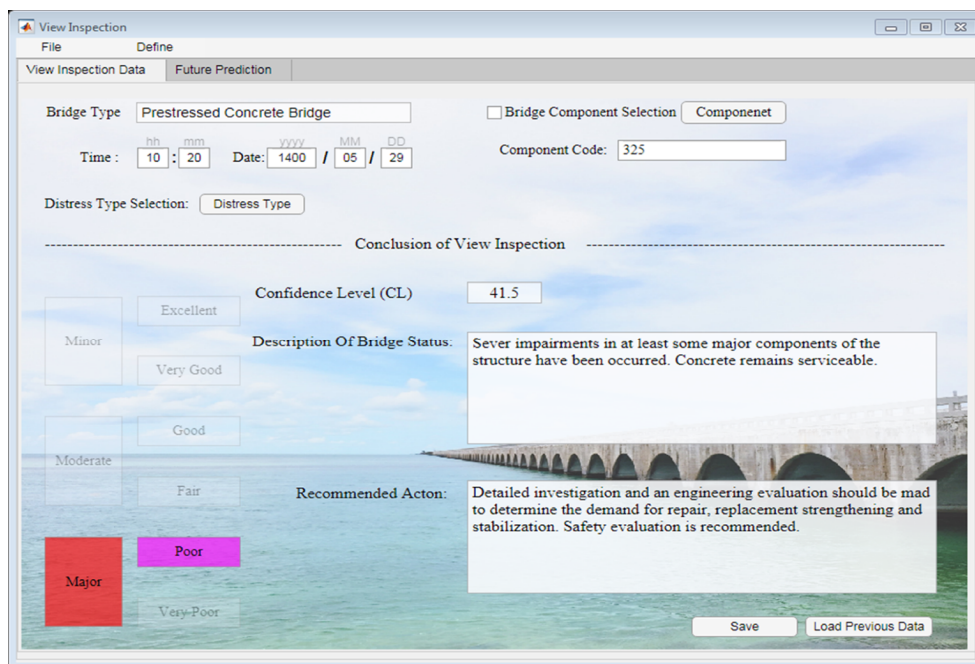 View Inspection
File Define
View Inspection Data Future Prediction
Bridge Type Prestressed Concrete Bridge
Bridge Component Selection Componenet
hh mm yyyy MM DD
Time : 10 : 20 Date: 1400 / 05 / 29
Component Code: 325
Distress Type Selection: Distress Type
Conclusion of View Inspection
Confidence Level (CL) 41.5
Excellent
Minor
Very Good
Description Of Bridge Status:
Sever impairments in at least some major components of the
structure have been occurred. Concrete remains serviceable.
Good
Moderate
Fair
Recommended Acton:
Detailed investigation and an engineering evaluation should be mad
to determine the demand for repair, replacement strengthening and
stabilization. Safety evaluation is recommended.
Poor
Major
Very Poor
Save Load Previous Data